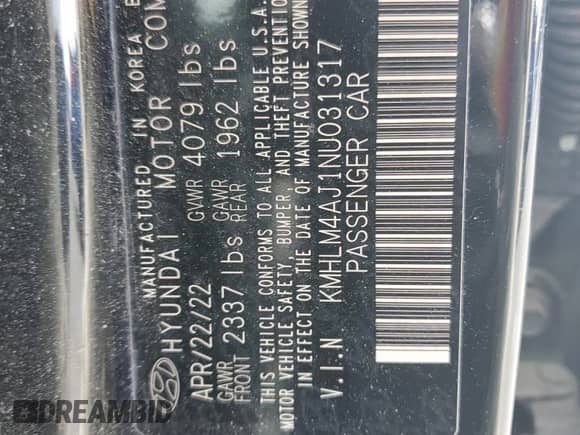 MANUFACTURED IN KOREA
HYUNDAI MOTOR COM
APR/22/22 GVWR 4079 lbs
GAWR FRONT 2337 lbs GAWR REAR 1962 lbs
THIS VEHICLE CONFORMS TO ALL APPLICABLE U.S.A.
MOTOR VEHICLE SAFETY, BUMPER, AND THEFT PREVENTIO
IN EFFECT ON THE DATE OF MANUFACTURE SHOWN
V.I.N KMHLM4AJ1NU031317
PASSENGER CAR
DREAMBID